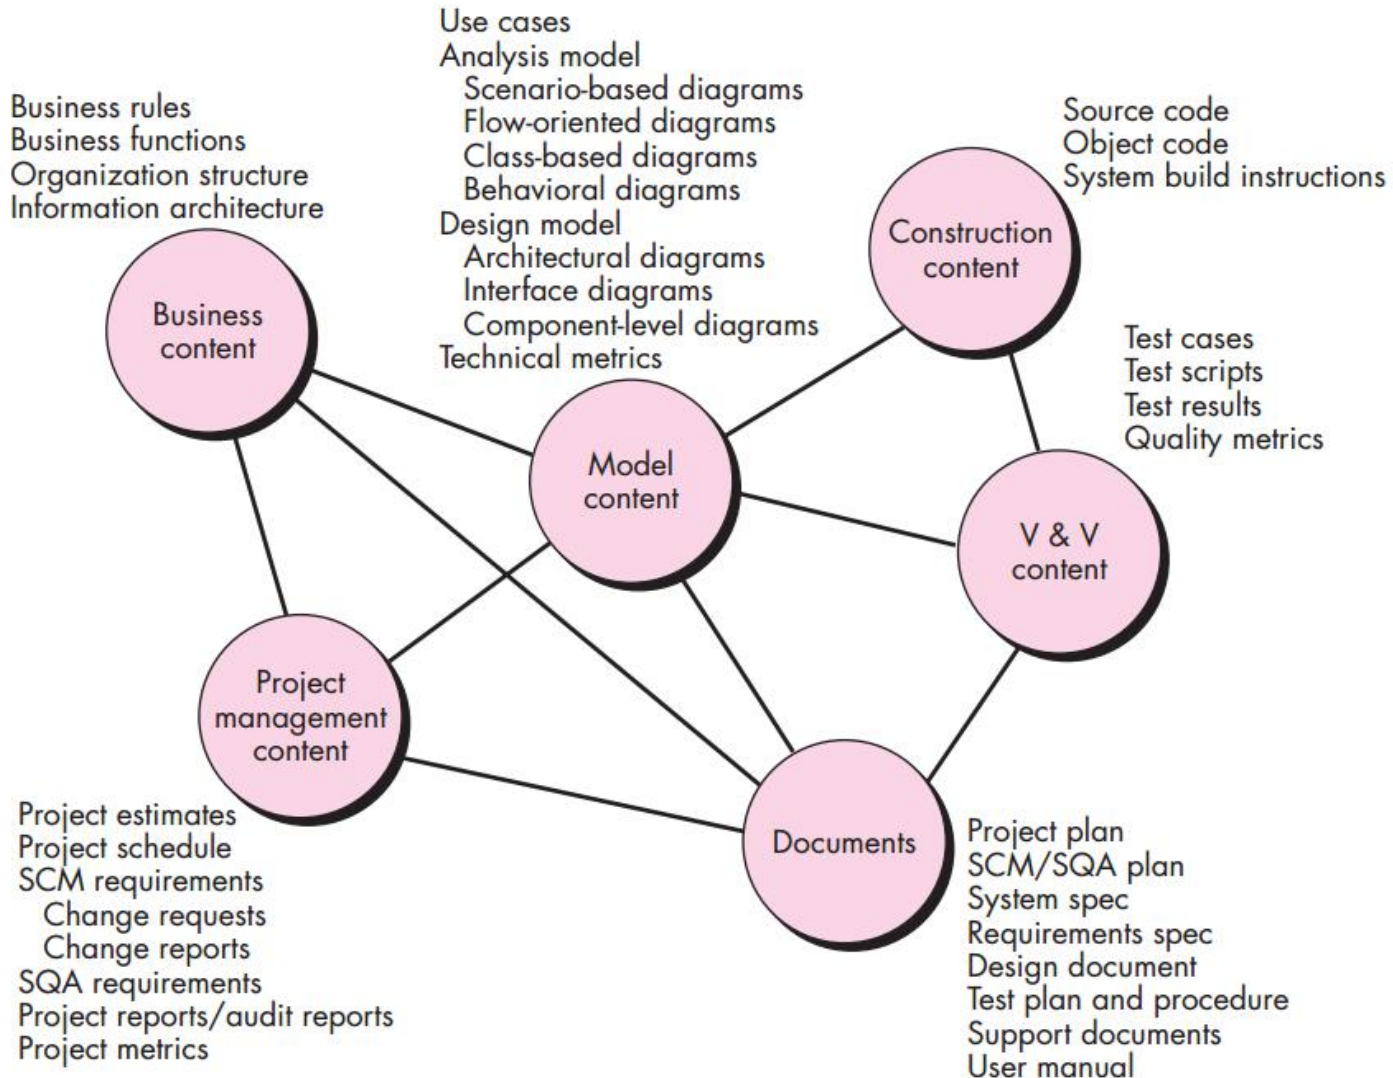 Use cases
Analysis model
Scenario-based diagrams
Flow-oriented diagrams
Class-based diagrams
Behavioral diagrams
Design model
Architectural diagrams
Interface diagrams
Component-level diagrams
Technical metrics
Business rules
Business functions
Organization structure
Information architecture
Business
content
Source code
Object code
System build instructions
Construction
content
Model
content
Test cases
Test scripts
Test results
Quality metrics
V & V
content
Project
management
content
Project estimates
Project schedule
SCM requirements
Change requests
Change reports
SQA requirements
Project reports/audit reports
Project metrics
Documents
Project plan
SCM/SQA plan
System spec
Requirements spec
Design document
Test plan and procedure
Support documents
User manual